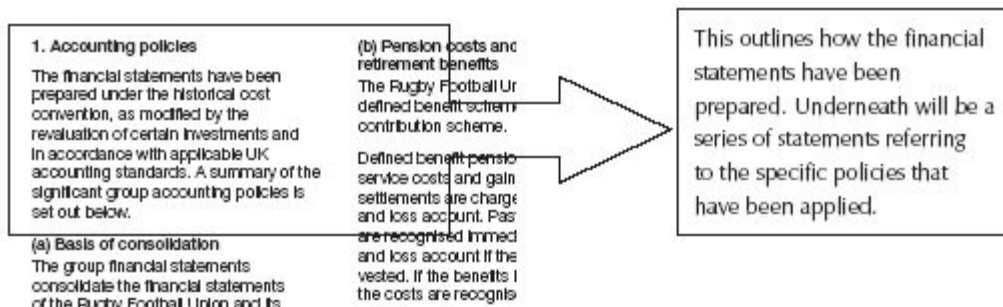 1. Accounting policies
The financial statements have been
prepared under the historical cost
convention, as modified by the
revaluation of certain investments and
in accordance with applicable UK
accounting standards. A summary of the
significant group accounting policies is
set out below.
(a) Basis of consolidation
The group financial statements
consolidate the financial statements
of the Rugby Football Union and its
(b) Pension costs and
retirement benefits
The Rugby Football Un
defined benefit scheme
contribution scheme.
Defined benefit pensio
service costs and gain
settlements are charge
and loss account. Pas
are recognised immedi
and loss account if the
vested. If the benefits
the costs are recognis
This outlines how the financial
statements have been
prepared. Underneath will be a
series of statements referring
to the specific policies that
have been applied.